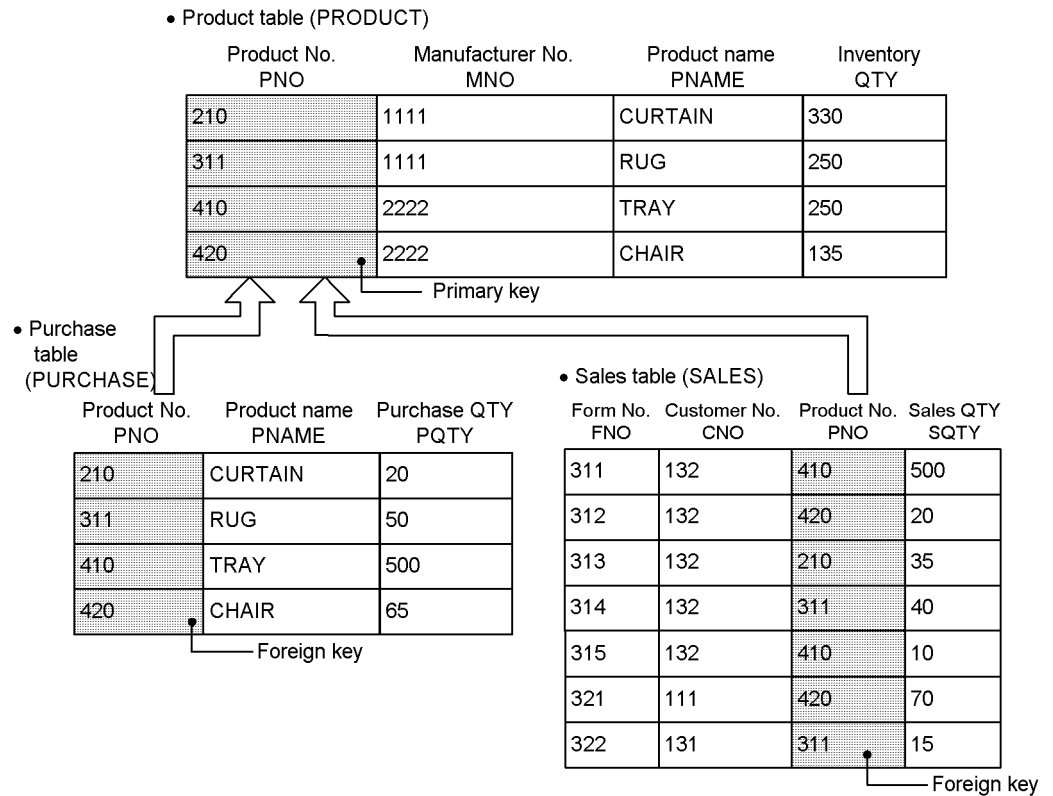 • Product table (PRODUCT)
Product No. Manufacturer No. Product name Inventory
PNO MNO PNAME QTY
210 1111 CURTAIN 330
311 1111 RUG 250
410 2222 TRAY 250
420 2222 CHAIR 135
Primary key
• Purchase
table
(PURCHASE)
Product No. Product name Purchase QTY
PNO PNAME PQTY
210 CURTAIN 20
311 RUG 50
410 TRAY 500
420 CHAIR 65
Foreign key
• Sales table (SALES)
Form No. Customer No. Product No. Sales QTY
FNO CNO PNO SQTY
311 132 410 500
312 132 420 20
313 132 210 35
314 132 311 40
315 132 410 10
321 111 420 70
322 131 311 15
Foreign key